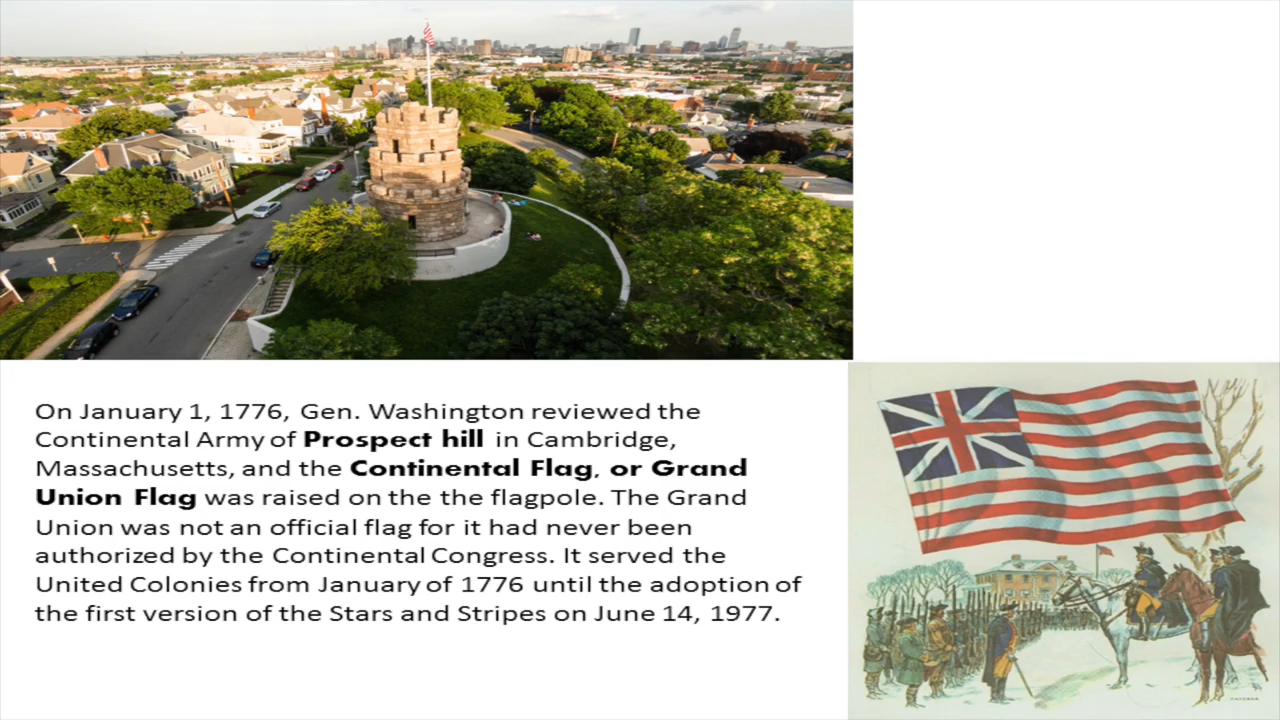 On January 1, 1776, Gen. Washington reviewed the
Continental Army of Prospect hill in Cambridge,
Massachusetts, and the Continental Flag, or Grand
Union Flag was raised on the the flagpole. The Grand
Union was not an official flag for it had never been
authorized by the Continental Congress. It served the
United Colonies from January of 1776 until the adoption of
the first version of the Stars and Stripes on June 14, 1977.